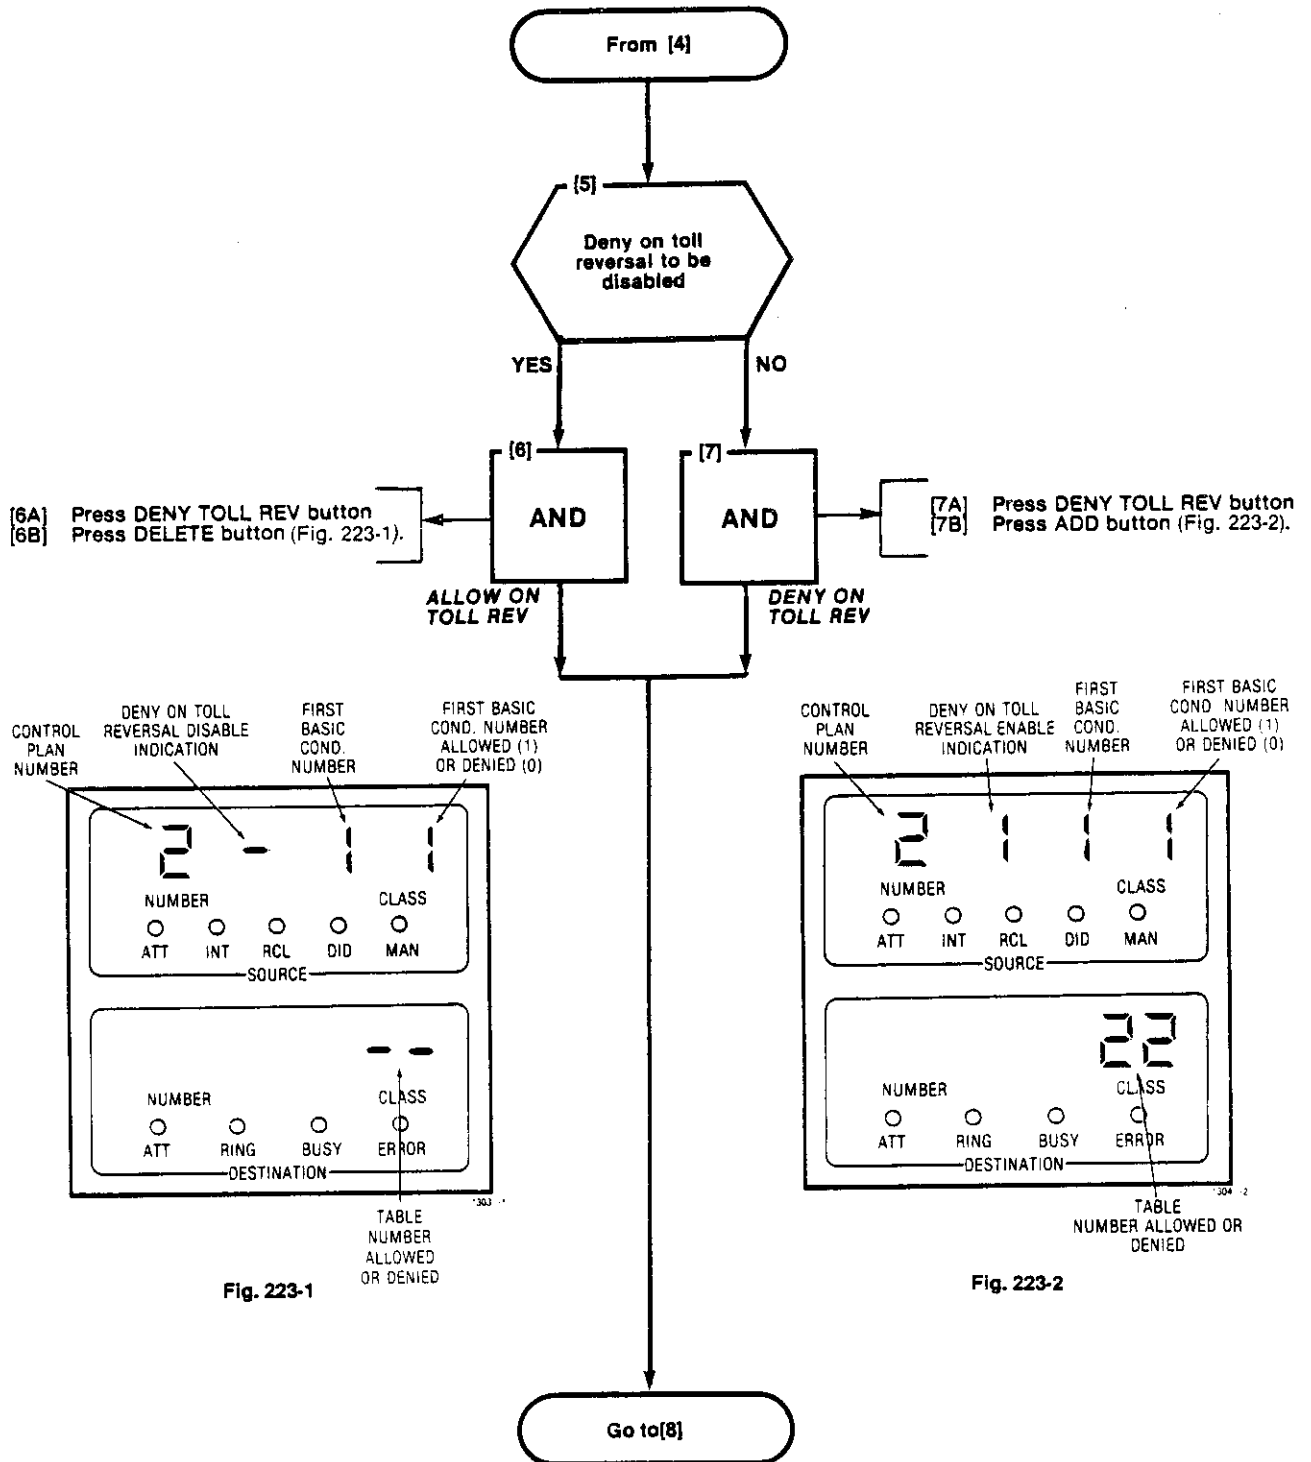 From [4]
[5]
Deny on toll
reversal to be
disabled
YES
NO
[6]
AND
[6A] Press DENY TOLL REV button
[6B] Press DELETE button (Fig. 223-1).
ALLOW ON
TOLL REV
[7]
AND
[7A] Press DENY TOLL REV button
[7B] Press ADD button (Fig. 223-2).
DENY ON
TOLL REV
CONTROL
PLAN
NUMBER
DENY ON TOLL
REVERSAL DISABLE
INDICATION
FIRST
BASIC
COND.
NUMBER
FIRST BASIC
COND. NUMBER
ALLOWED (1)
OR DENIED (0)
2 - 1 1
NUMBER CLASS
ATT INT RCL DID MAN
SOURCE
- -
NUMBER CLASS
ATT RING BUSY ERROR
DESTINATION
TABLE
NUMBER
ALLOWED
OR DENIED
Fig. 223-1
CONTROL
PLAN
NUMBER
DENY ON TOLL
REVERSAL ENABLE
INDICATION
FIRST
BASIC
COND.
NUMBER
FIRST BASIC
COND. NUMBER
ALLOWED (1)
OR DENIED (0)
2 1 1 1
NUMBER CLASS
ATT INT RCL DID MAN
SOURCE
22
NUMBER CLASS
ATT RING BUSY ERROR
DESTINATION
TABLE
NUMBER ALLOWED OR
DENIED
Fig. 223-2
Go to[8]